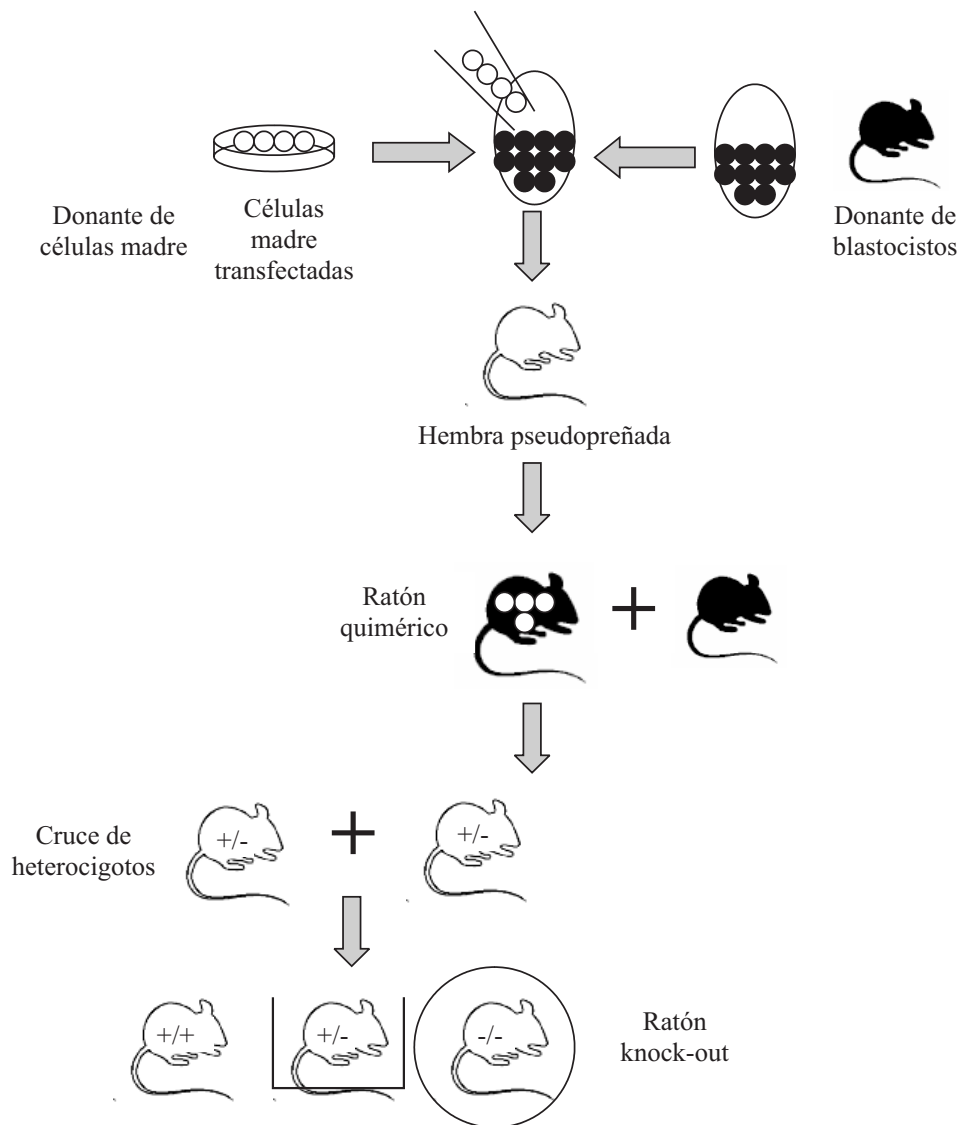 Donante de
células madre
Células
madre
transfectadas
Donante de
blastocistos
Hembra pseudopreñada
Ratón
quimérico
Cruce de
heterocigotos
+/-
+
+/-
+/+
+/-
-/-
Ratón
knock-out